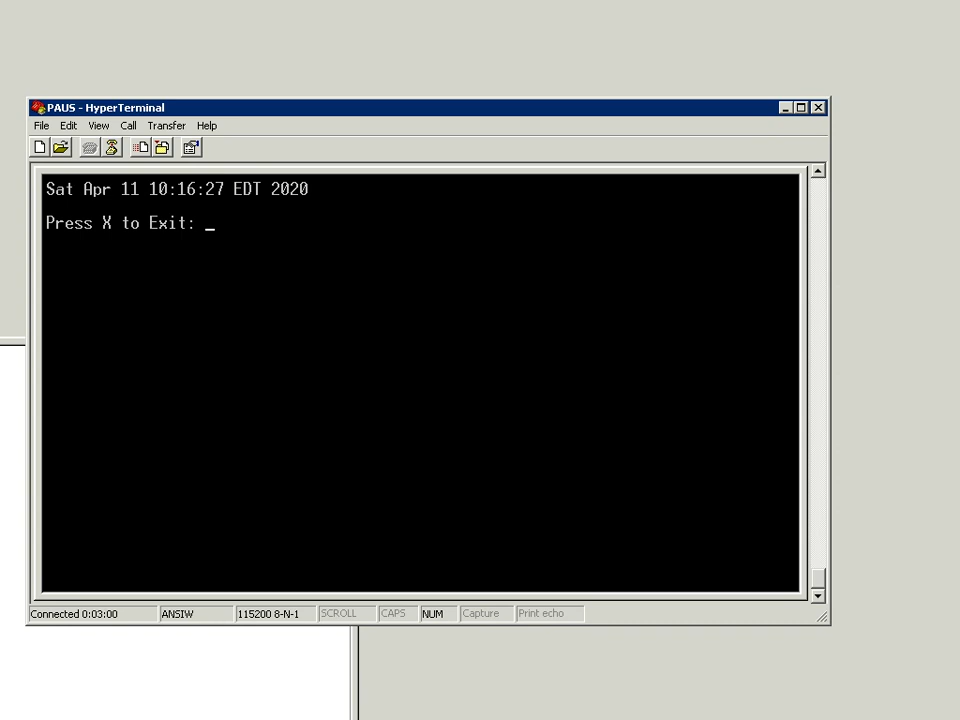 PAUS - HyperTerminal
File Edit View Call Transfer Help
Sat Apr 11 10:16:27 EDT 2020
Press X to Exit: _
Connected 0:03:00 ANSIW 115200 8-N-1 SCROLL CAPS NUM Capture Print echo